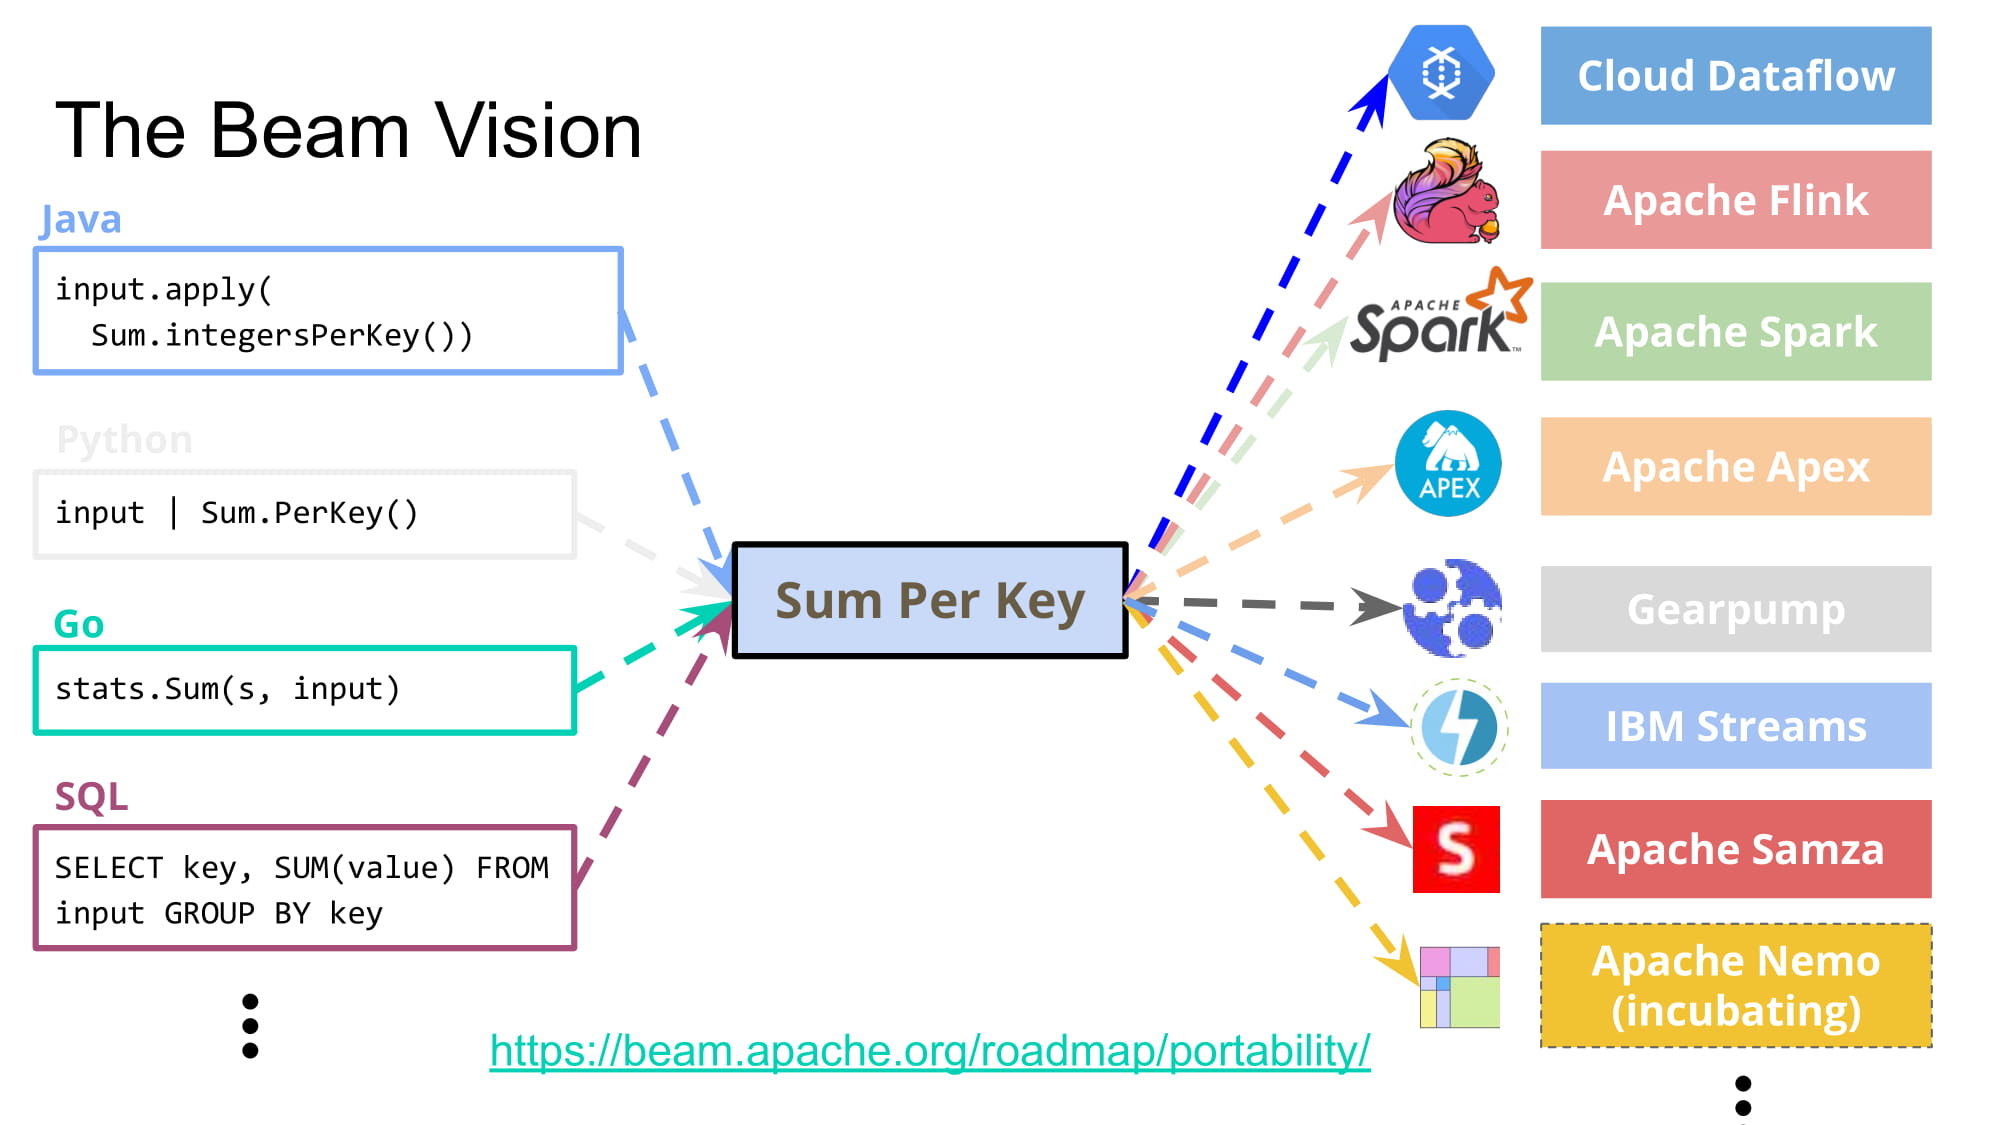 The Beam Vision
Java
input.apply(
  Sum.integersPerKey())
Python
input | Sum.PerKey()
Go
stats.Sum(s, input)
SQL
SELECT key, SUM(value) FROM
input GROUP BY key
Sum Per Key
https://beam.apache.org/roadmap/portability/
Cloud Dataflow
Apache Flink
APACHE
Spark™
Apache Spark
APEX
Apache Apex
Gearpump
IBM Streams
S
Apache Samza
Apache Nemo
(incubating)